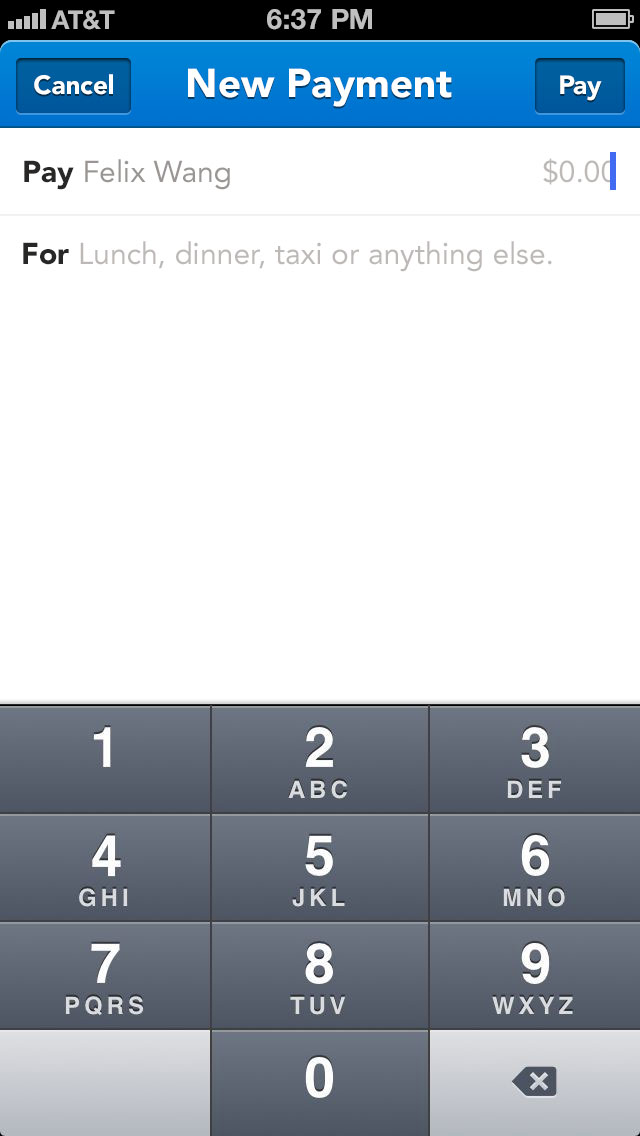 AT&T 6:37 PM
Cancel New Payment Pay
Pay Felix Wang $0.00
For Lunch, dinner, taxi or anything else.
1 2 3
ABC DEF
4 5 6
GHI JKL MNO
7 8 9
PQRS TUV WXYZ
0